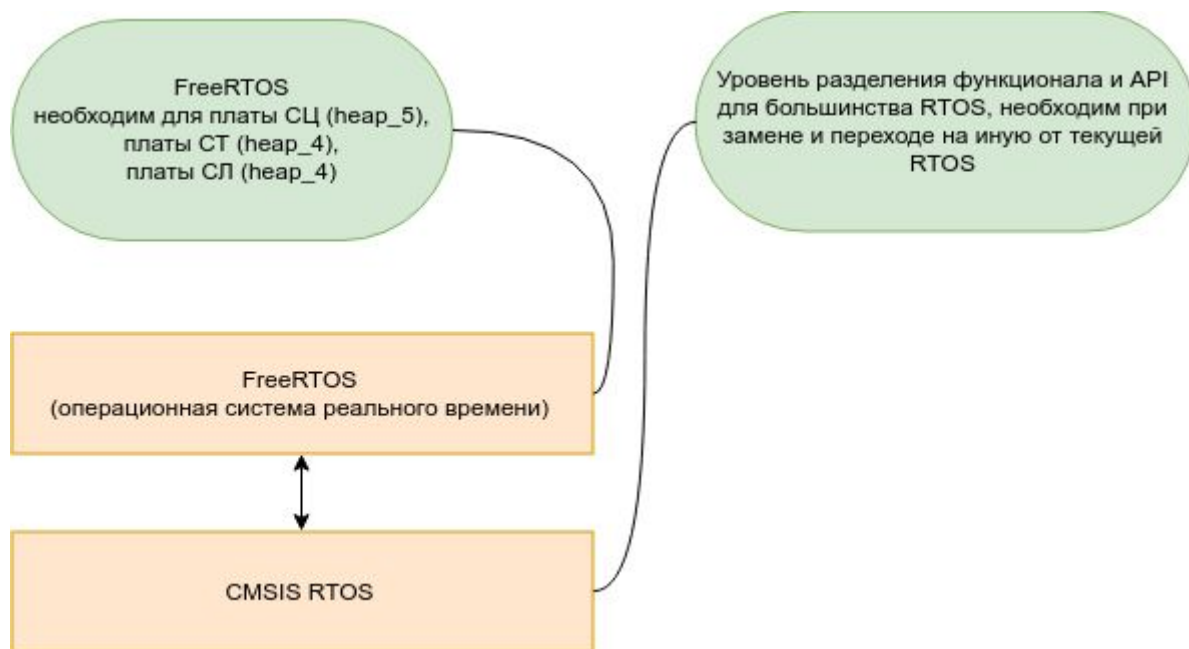 FreeRTOS
необходим для платы СЦ (heap_5),
платы СТ (heap_4),
платы СЛ (heap_4)
Уровень разделения функционала и API
для большинства RTOS, необходим при
замене и переходе на иную от текущей
RTOS
FreeRTOS
(операционная система реального времени)
CMSIS RTOS